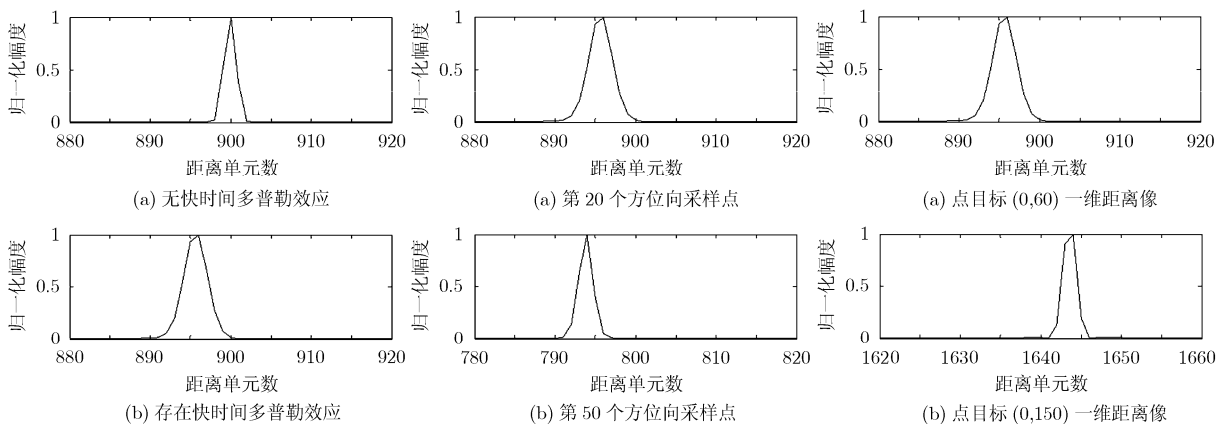 归一化幅度
1
0.5
0
880 890 900 910 920
距离单元数
(a) 无快时间多普勒效应
归一化幅度
1
0.5
0
880 890 900 910 920
距离单元数
(b) 存在快时间多普勒效应
归一化幅度
1
0.5
0
880 890 900 910 920
距离单元数
(a) 第 20 个方位向采样点
归一化幅度
1
0.5
0
780 790 800 810 820
距离单元数
(b) 第 50 个方位向采样点
归一化幅度
1
0.5
0
880 890 900 910 920
距离单元数
(a) 点目标 (0,60) 一维距离像
归一化幅度
1
0.5
0
1620 1630 1640 1650 1660
距离单元数
(b) 点目标 (0,150) 一维距离像